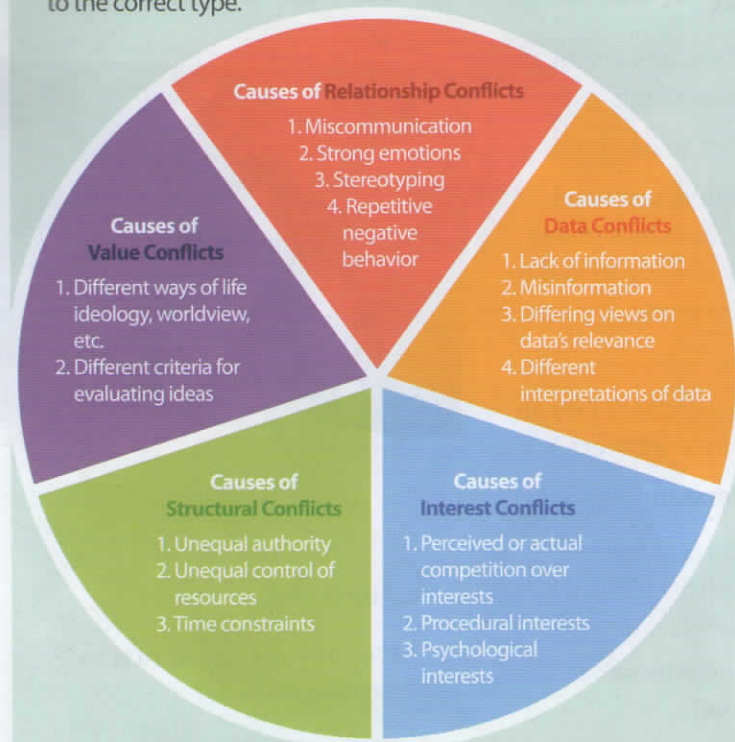 to the correct type.
Causes of Relationship Conflicts
1. Miscommunication
2. Strong emotions
3. Stereotyping
4. Repetitive
negative
behavior
Causes of
Data Conflicts
1. Lack of information
2. Misinformation
3. Differing views on
data's relevance
4. Different
interpretations of data
Causes of
Value Conflicts
1. Different ways of life
ideology, worldview,
etc.
2. Different criteria for
evaluating ideas
Causes of
Structural Conflicts
1. Unequal authority
2. Unequal control of
resources
3. Time constraints
Causes of
Interest Conflicts
1. Perceived or actual
competition over
interests
2. Procedural interests
3. Psychological
interests